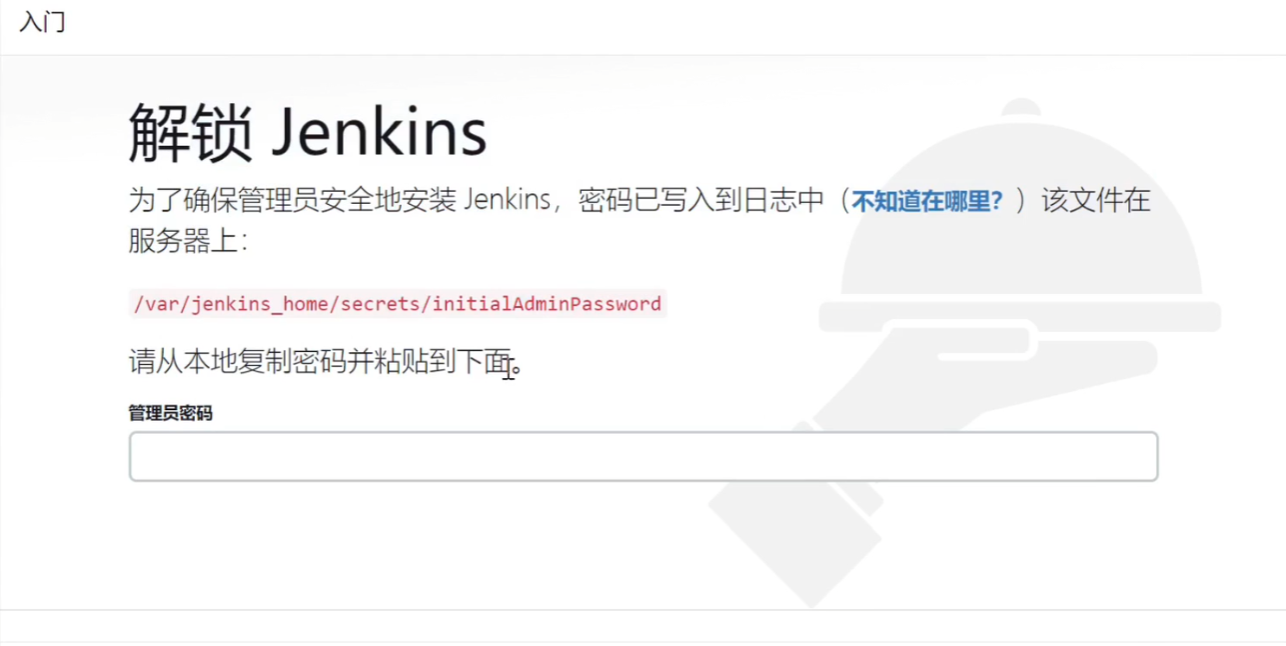 入门
解锁 Jenkins
为了确保管理员安全地安装 Jenkins，密码已写入到日志中（不知道在哪里？）该文件在
服务器上：
/var/jenkins_home/secrets/initialAdminPassword
请从本地复制密码并粘贴到下面。
管理员密码